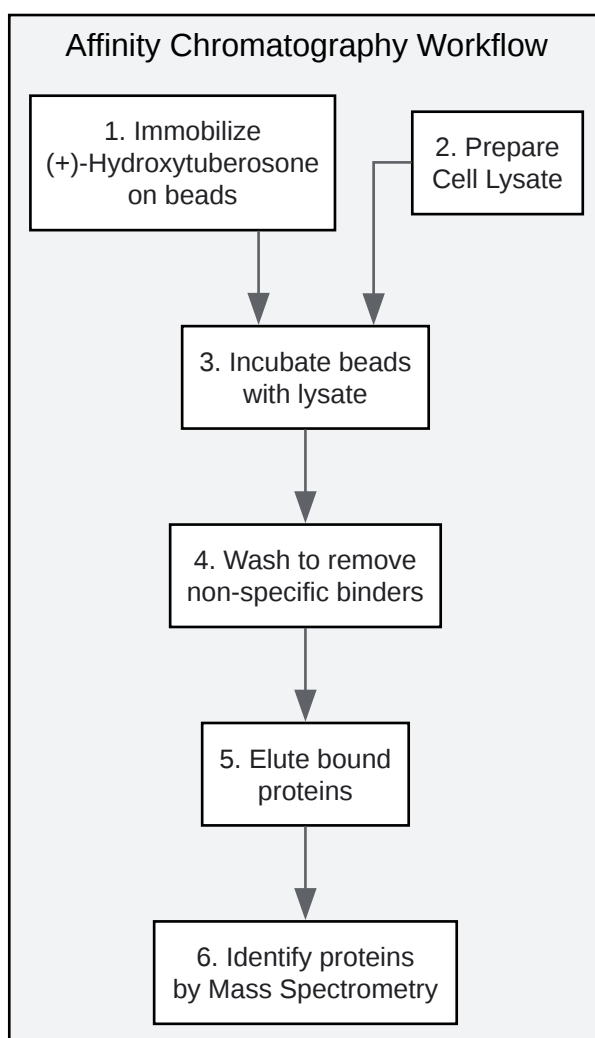 Affinity Chromatography Workflow
1. Immobilize
(+)-Hydroxytuberosone
on beads
2. Prepare
Cell Lysate
3. Incubate beads
with lysate
4. Wash to remove
non-specific binders
5. Elute bound
proteins
6. Identify proteins
by Mass Spectrometry